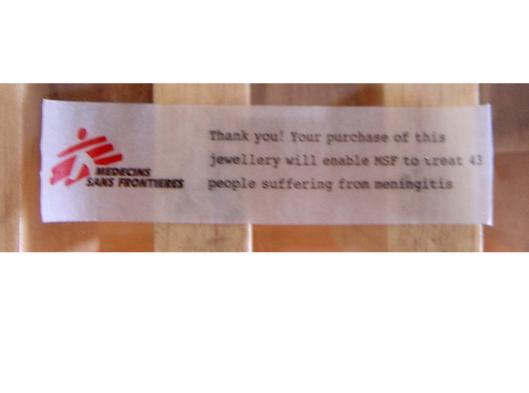 MEDECINS
SANS FRONTIERES
Thank you! Your purchase of this
jewellery will enable MSF to treat 43
people suffering from meningitis